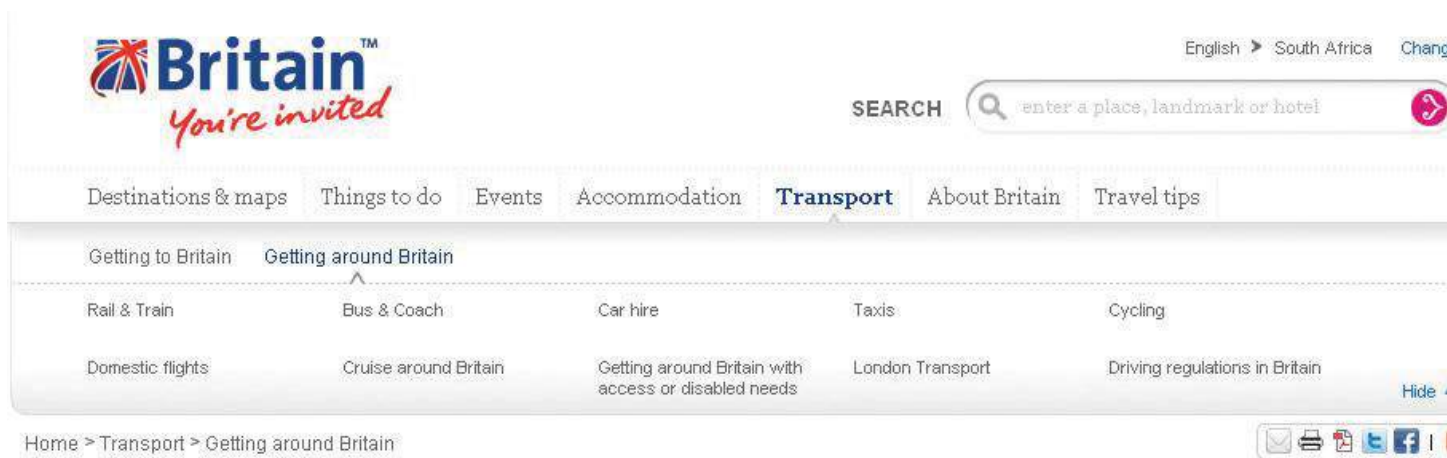 Britain™
You're invited
English > South Africa Chang
SEARCH enter a place, landmark or hotel
Destinations & maps Things to do Events Accommodation Transport About Britain Travel tips
Getting to Britain Getting around Britain
Rail & Train Bus & Coach Car hire Taxis Cycling
Domestic flights Cruise around Britain Getting around Britain with London Transport Driving regulations in Britain
access or disabled needs
Hide
Home > Transport > Getting around Britain